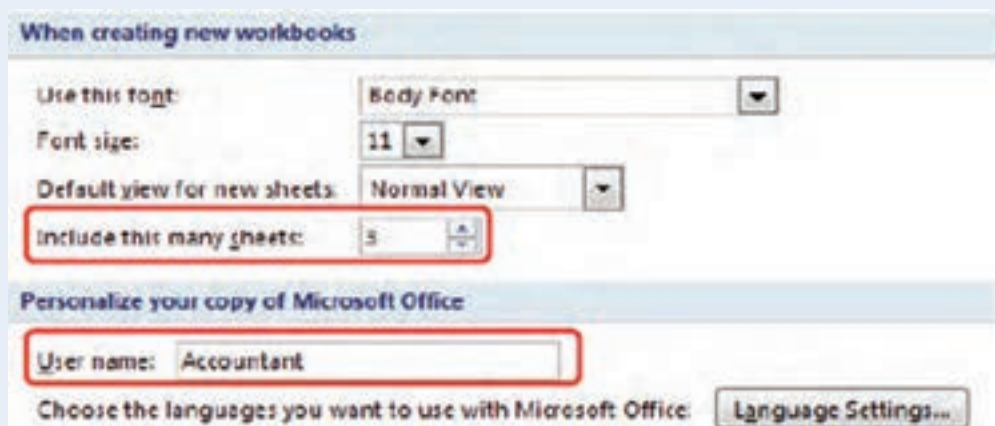 When creating new workbooks
Use this font: Body Font
Font size: 11
Default view for new sheets: Normal View
Include this many sheets: 3
Personalize your copy of Microsoft Office
User name: Accountant
Choose the languages you want to use with Microsoft Office: Language Settings...